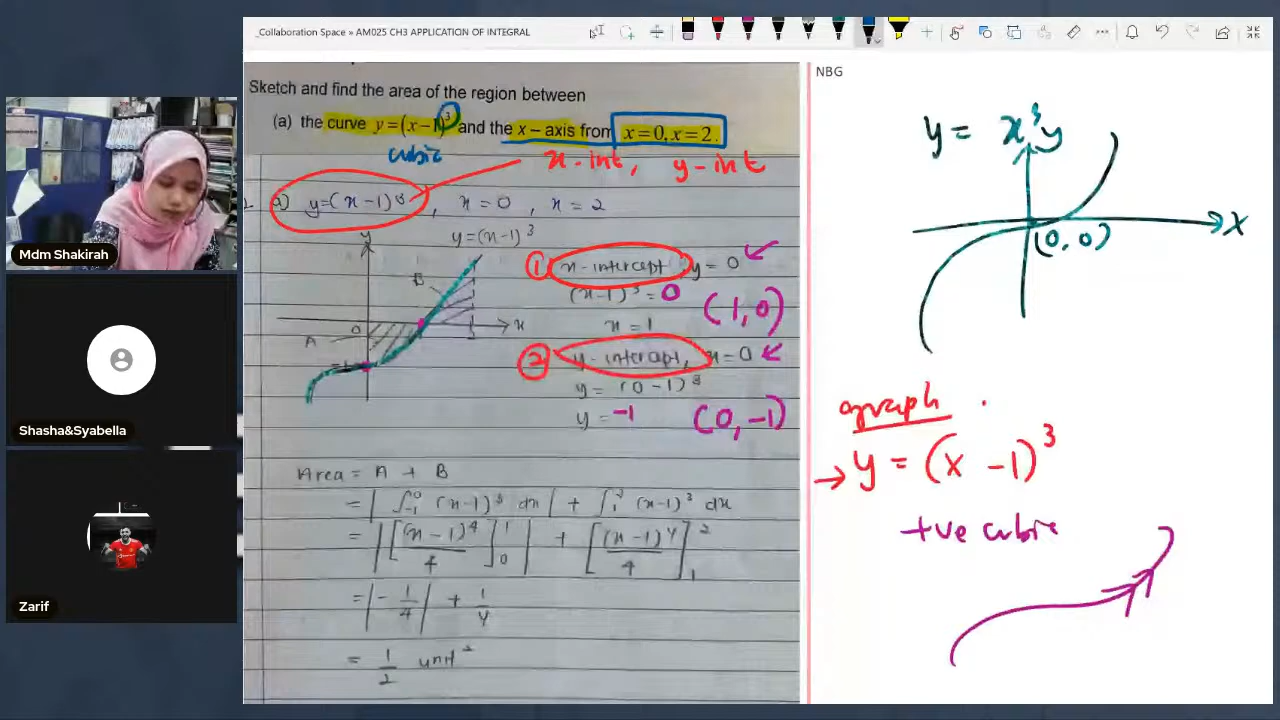 _Collaboration Space » AM025 CH3 APPLICATION OF INTEGRAL
Mdm Shakirah
Shasha&Syabella
Zarif
Sketch and find the area of the region between
(a) the curve y=(x-1)³ and the x – axis from x=0, x=2.
cubic
x-int, y-int
a) y=(x-1)³, x=0, x=2
y
y=(x-1)³
B
A
0
x
-1
① x-intercept, y=0
(x-1)³=0
x=1
(1,0)
② y-intercept, x=0
y=(0-1)³
y=-1
(0,-1)
Area = A + B
= |∫₋₁⁰ (x-1)³ dx| + ∫₁² (x-1)³ dx
= |[(x-1)⁴/4]₀¹| + [(x-1)⁴/4]₁²
= |-1/4| + 1/4
= 1/2 unit²
NBG
y = x³
y
x
(0,0)
graph
→ y = (x-1)³
+ve cubic